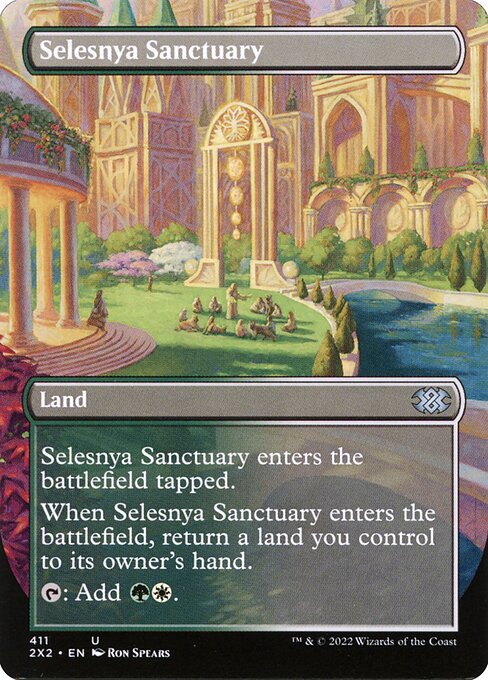 Selesnya Sanctuary
Land
Selesnya Sanctuary enters the
battlefield tapped.
When Selesnya Sanctuary enters the
battlefield, return a land you control
to its owner's hand.
: Add .
411 U
2X2 • EN Ron Spears
™ & © 2022 Wizards of the Coast